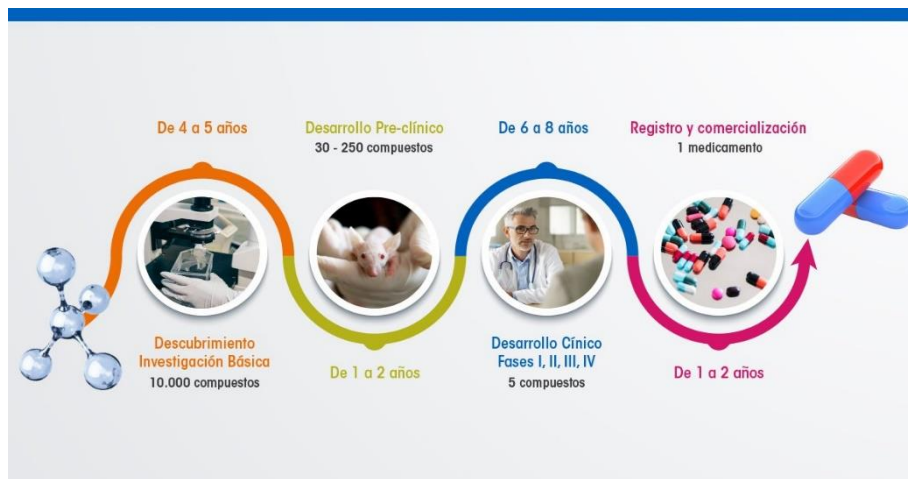 De 4 a 5 años
Descubrimiento
Investigación Básica
10.000 compuestos
Desarrollo Pre-clínico
30 - 250 compuestos
De 1 a 2 años
De 6 a 8 años
Desarrollo Cínico
Fases I, II, III, IV
5 compuestos
Registro y comercialización
1 medicamento
De 1 a 2 años